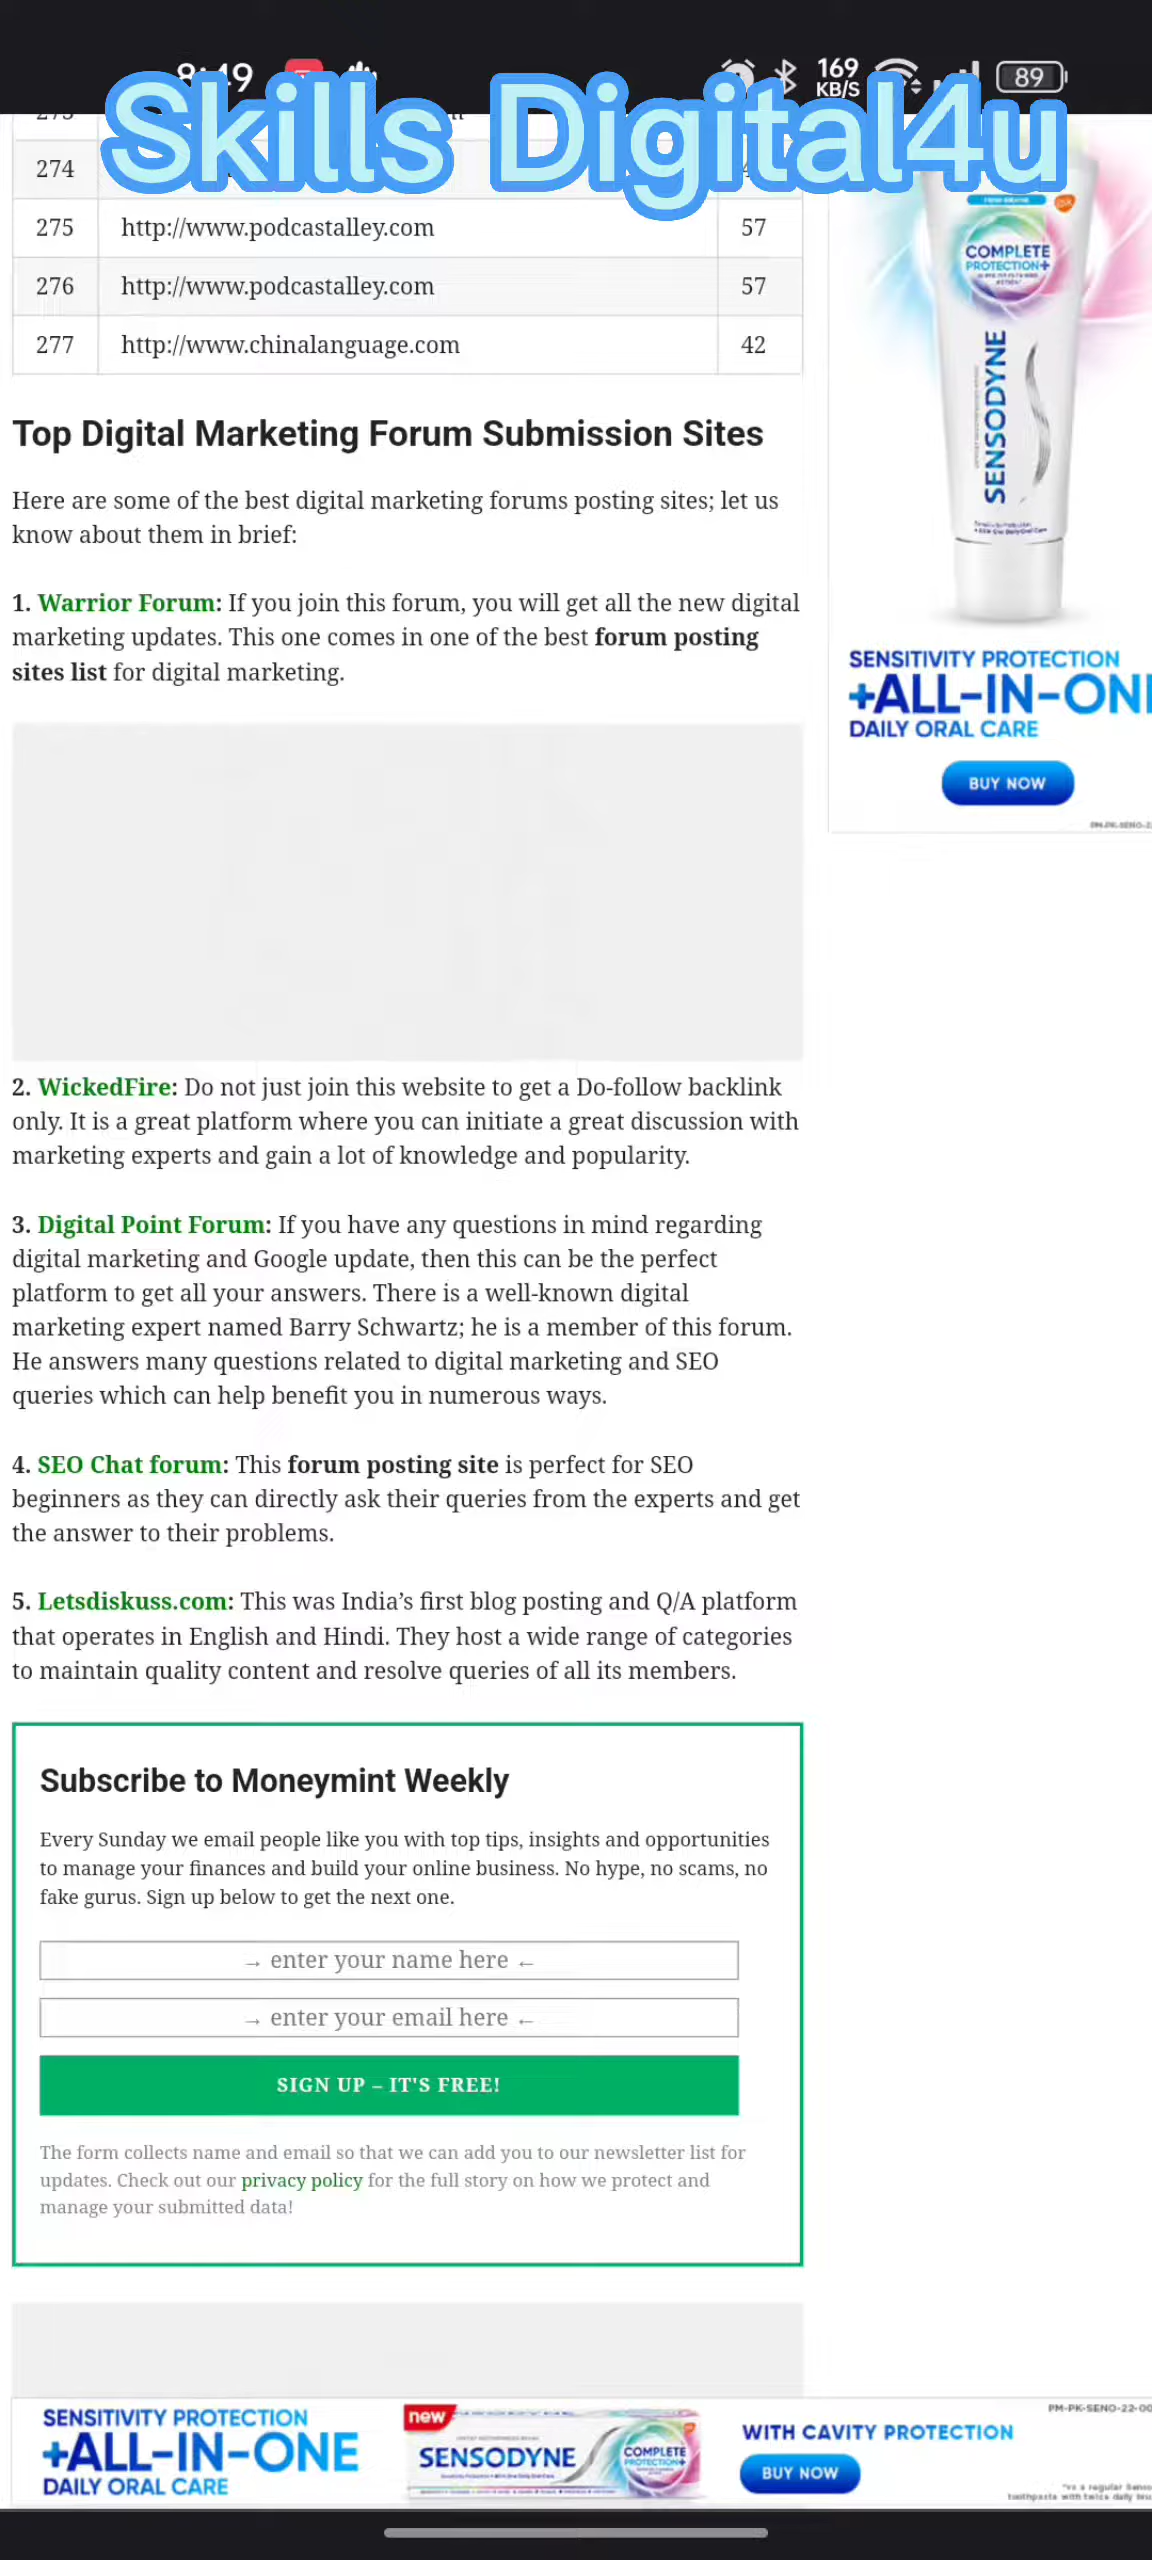 8:49
169
KB/S
89
Skills Digital4u
274
275 http://www.podcastalley.com 57
276 http://www.podcastalley.com 57
277 http://www.chinalanguage.com 42
COMPLETE
PROTECTION+
SENSODYNE
SENSITIVITY PROTECTION
+ALL-IN-ONE
DAILY ORAL CARE
BUY NOW
Top Digital Marketing Forum Submission Sites
Here are some of the best digital marketing forums posting sites; let us
know about them in brief:
1. Warrior Forum: If you join this forum, you will get all the new digital
marketing updates. This one comes in one of the best forum posting
sites list for digital marketing.
2. WickedFire: Do not just join this website to get a Do-follow backlink
only. It is a great platform where you can initiate a great discussion with
marketing experts and gain a lot of knowledge and popularity.
3. Digital Point Forum: If you have any questions in mind regarding
digital marketing and Google update, then this can be the perfect
platform to get all your answers. There is a well-known digital
marketing expert named Barry Schwartz; he is a member of this forum.
He answers many questions related to digital marketing and SEO
queries which can help benefit you in numerous ways.
4. SEO Chat forum: This forum posting site is perfect for SEO
beginners as they can directly ask their queries from the experts and get
the answer to their problems.
5. Letsdiskuss.com: This was India’s first blog posting and Q/A platform
that operates in English and Hindi. They host a wide range of categories
to maintain quality content and resolve queries of all its members.
Subscribe to Moneymint Weekly
Every Sunday we email people like you with top tips, insights and opportunities
to manage your finances and build your online business. No hype, no scams, no
fake gurus. Sign up below to get the next one.
→ enter your name here ←
→ enter your email here ←
SIGN UP – IT'S FREE!
The form collects name and email so that we can add you to our newsletter list for
updates. Check out our privacy policy for the full story on how we protect and
manage your submitted data!
SENSITIVITY PROTECTION
+ALL-IN-ONE
DAILY ORAL CARE
new
SENSODYNE
COMPLETE
PROTECTION+
PM-PK-SENO-22-00
WITH CAVITY PROTECTION
BUY NOW